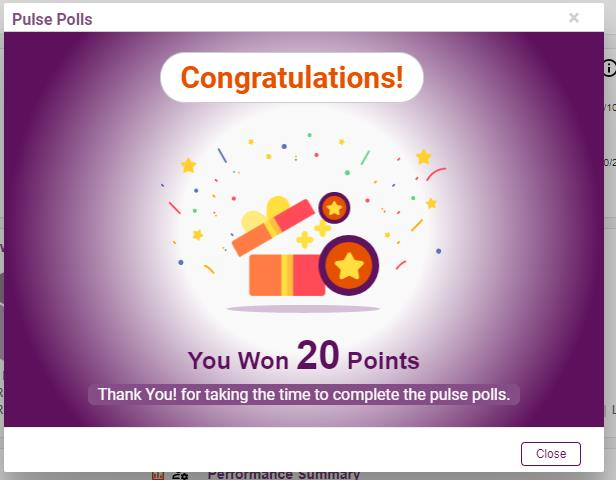 Pulse Polls
×
Congratulations!
You Won 20 Points
Thank You! for taking the time to complete the pulse polls.
Close
Performance Summary